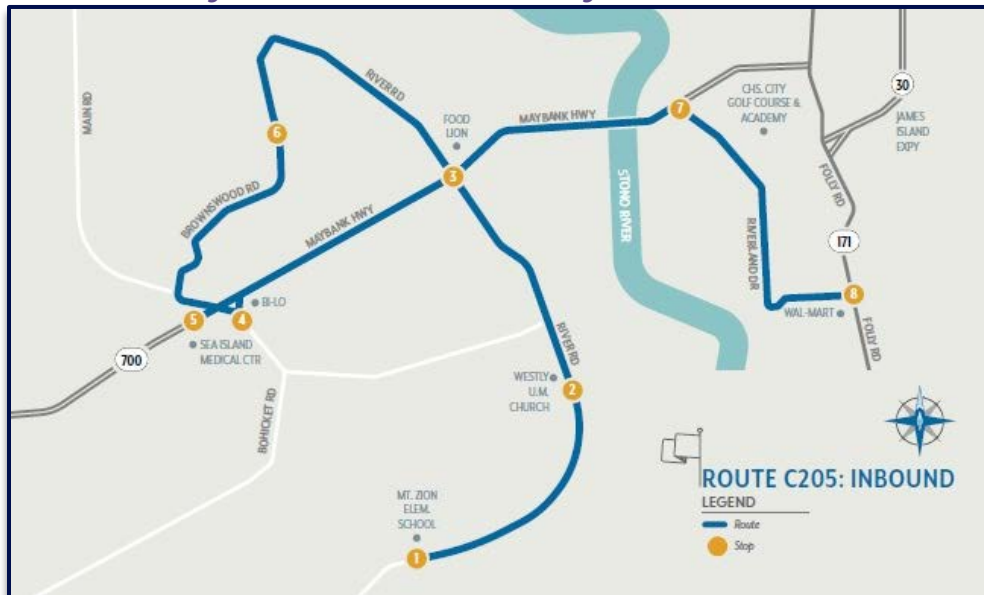 MAIN RD
RIVER RD
FOOD
LION
MAYBANK HWY
7
CHS. CITY
GOLF COURSE &
ACADEMY
30
JAMES
ISLAND
EXPY
6
3
BROWNSWOOD RD
MAYBANK HWY
STONO RIVER
FOLLY RD
171
RIVERLAND DR
8
WAL-MART
FOLLY RD
BI-LO
5
4
SEA ISLAND
MEDICAL CTR
700
RIVER RD
WESTLY
U.M.
CHURCH
2
BOHICKET RD
MT. ZION
ELEM.
SCHOOL
1
ROUTE C205: INBOUND
LEGEND
Route
Stop